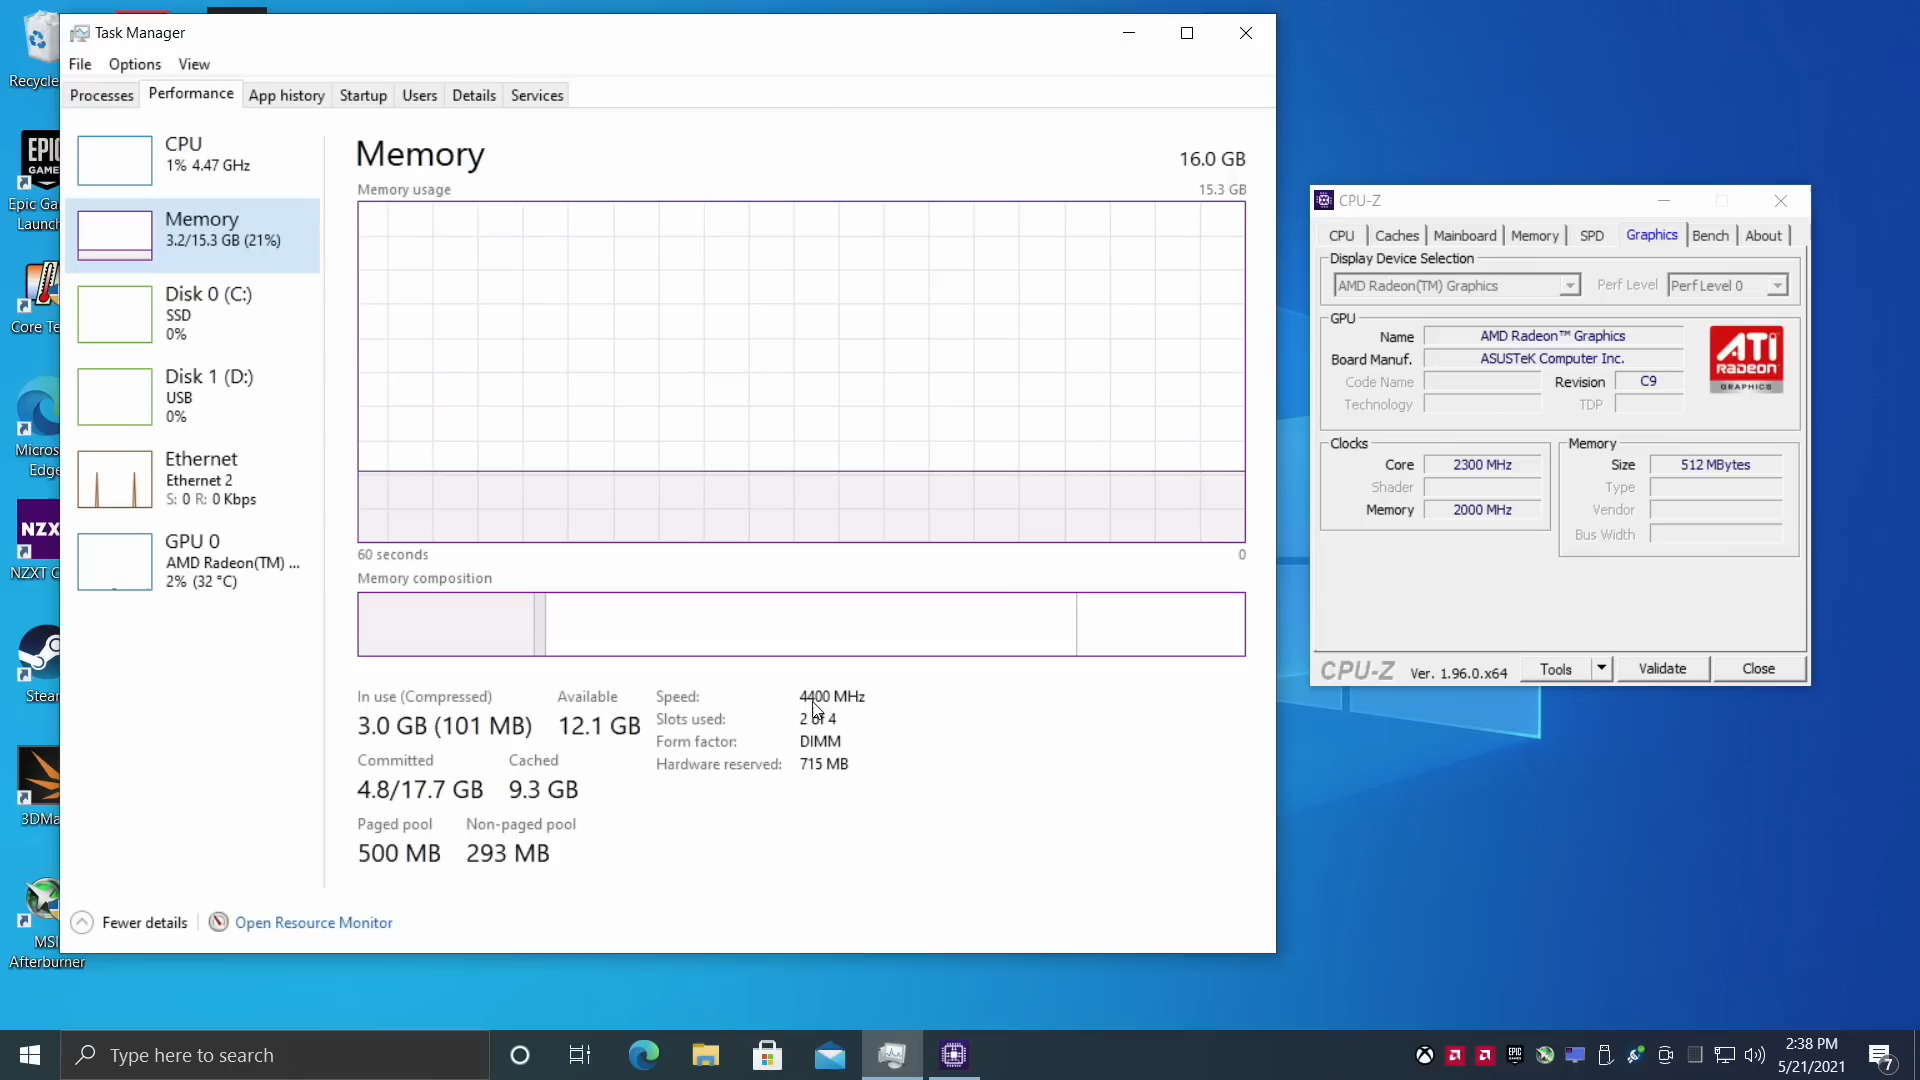 Recycle
EPIC
GAME
Epic Ga
Launch
Core Te
Micros
Edge
NZX
NZXT C
Stear
3DMa
MSI
Afterburner
Task Manager
File Options View
Processes Performance App history Startup Users Details Services
CPU
1% 4.47 GHz
Memory
3.2/15.3 GB (21%)
Disk 0 (C:)
SSD
0%
Disk 1 (D:)
USB
0%
Ethernet
Ethernet 2
S: 0 R: 0 Kbps
GPU 0
AMD Radeon(TM) ...
2% (32 °C)
Memory 16.0 GB
Memory usage 15.3 GB
60 seconds 0
Memory composition
In use (Compressed) Available
3.0 GB (101 MB) 12.1 GB
Committed Cached
4.8/17.7 GB 9.3 GB
Paged pool Non-paged pool
500 MB 293 MB
Speed: 4400 MHz
Slots used: 2 of 4
Form factor: DIMM
Hardware reserved: 715 MB
Fewer details Open Resource Monitor
CPU-Z
CPU Caches Mainboard Memory SPD Graphics Bench About
Display Device Selection
AMD Radeon(TM) Graphics Perf Level Perf Level 0
GPU
Name AMD Radeon™ Graphics
Board Manuf. ASUSTeK Computer Inc.
Code Name Revision C9
Technology TDP
ATI
RADEON
GRAPHICS
Clocks
Core 2300 MHz
Shader
Memory 2000 MHz
Memory
Size 512 MBytes
Type
Vendor
Bus Width
CPU-Z Ver. 1.96.0.x64 Tools Validate Close
Type here to search
EPIC
2:38 PM
5/21/2021
7